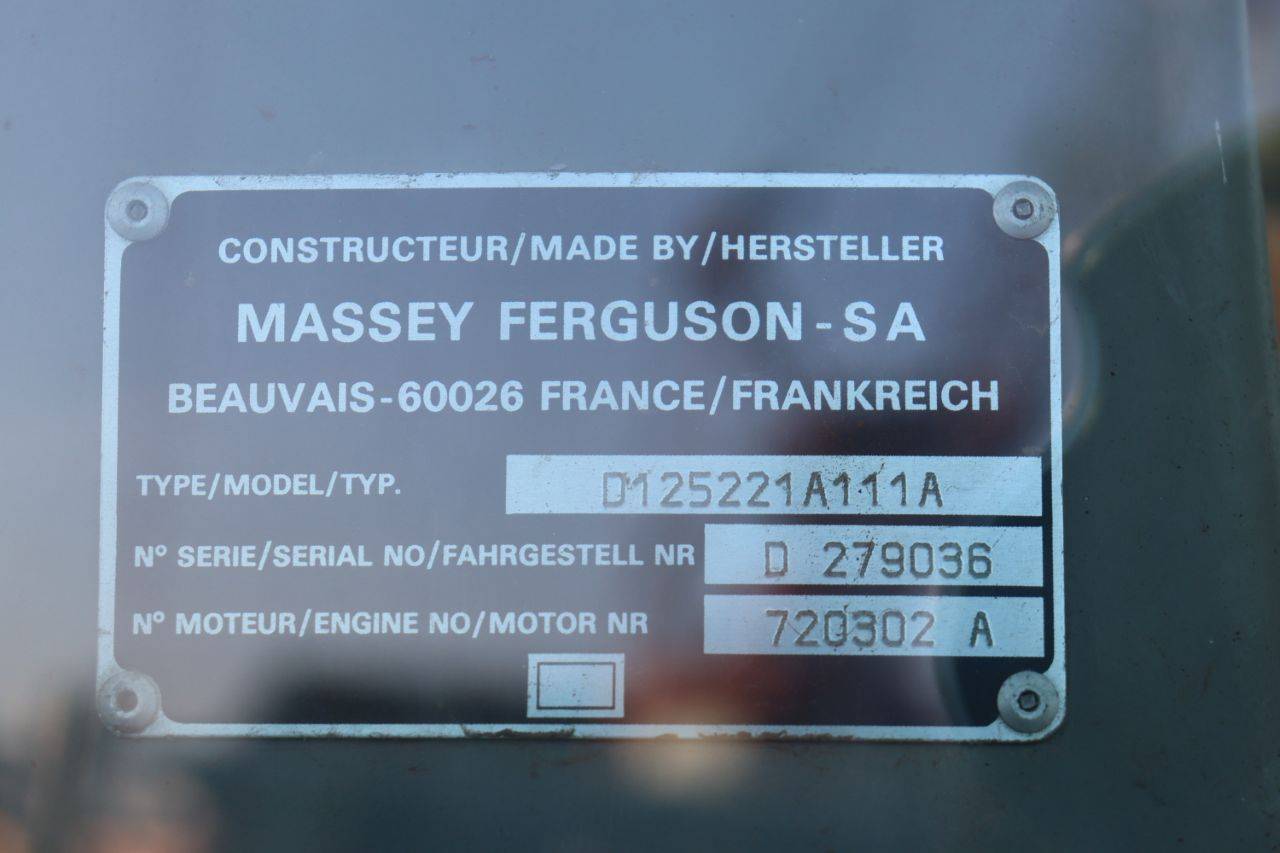 CONSTRUCTEUR/MADE BY/HERSTELLER
MASSEY FERGUSON-SA
BEAUVAIS-60026 FRANCE/FRANKREICH
TYPE/MODEL/TYP. D125221A111A
N° SERIE/SERIAL NO/FAHRGESTELL NR D 279036
N° MOTEUR/ENGINE NO/MOTOR NR 720302 A